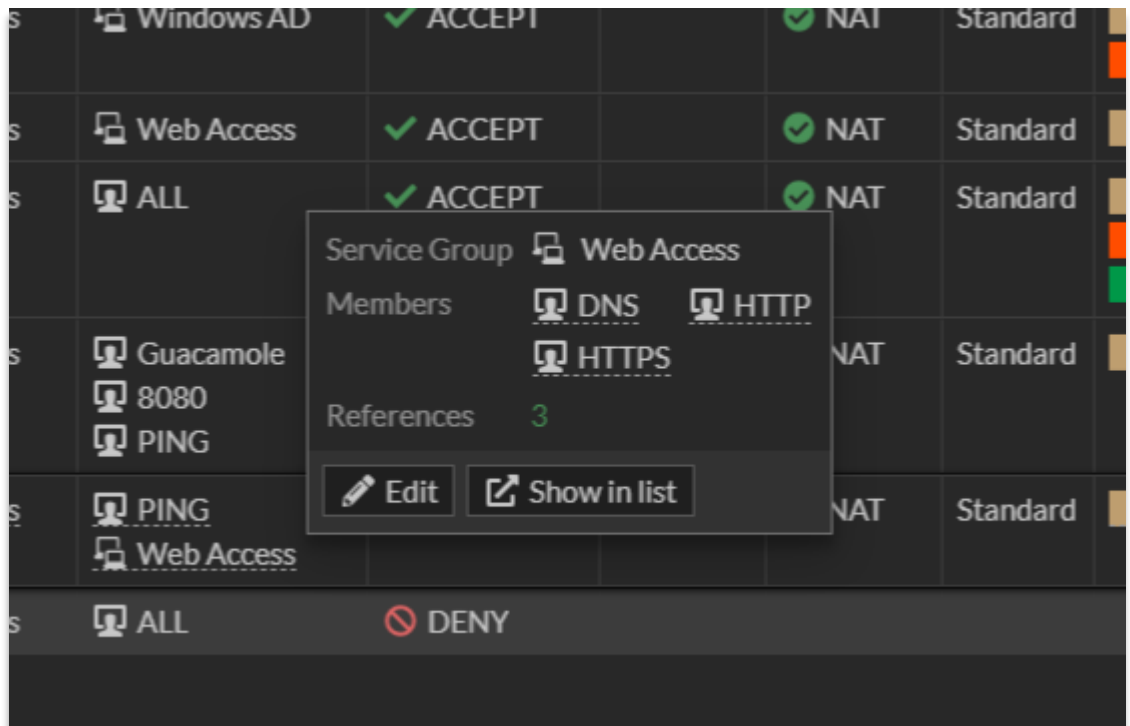 s Windows AD ACCEPT NAT Standard
s Web Access ACCEPT NAT Standard
s ALL ACCEPT NAT Standard
Service Group Web Access
Members DNS HTTP
HTTPS
References 3
Edit Show in list
s Guacamole NAT Standard
8080
PING
s PING NAT Standard
Web Access
s ALL DENY